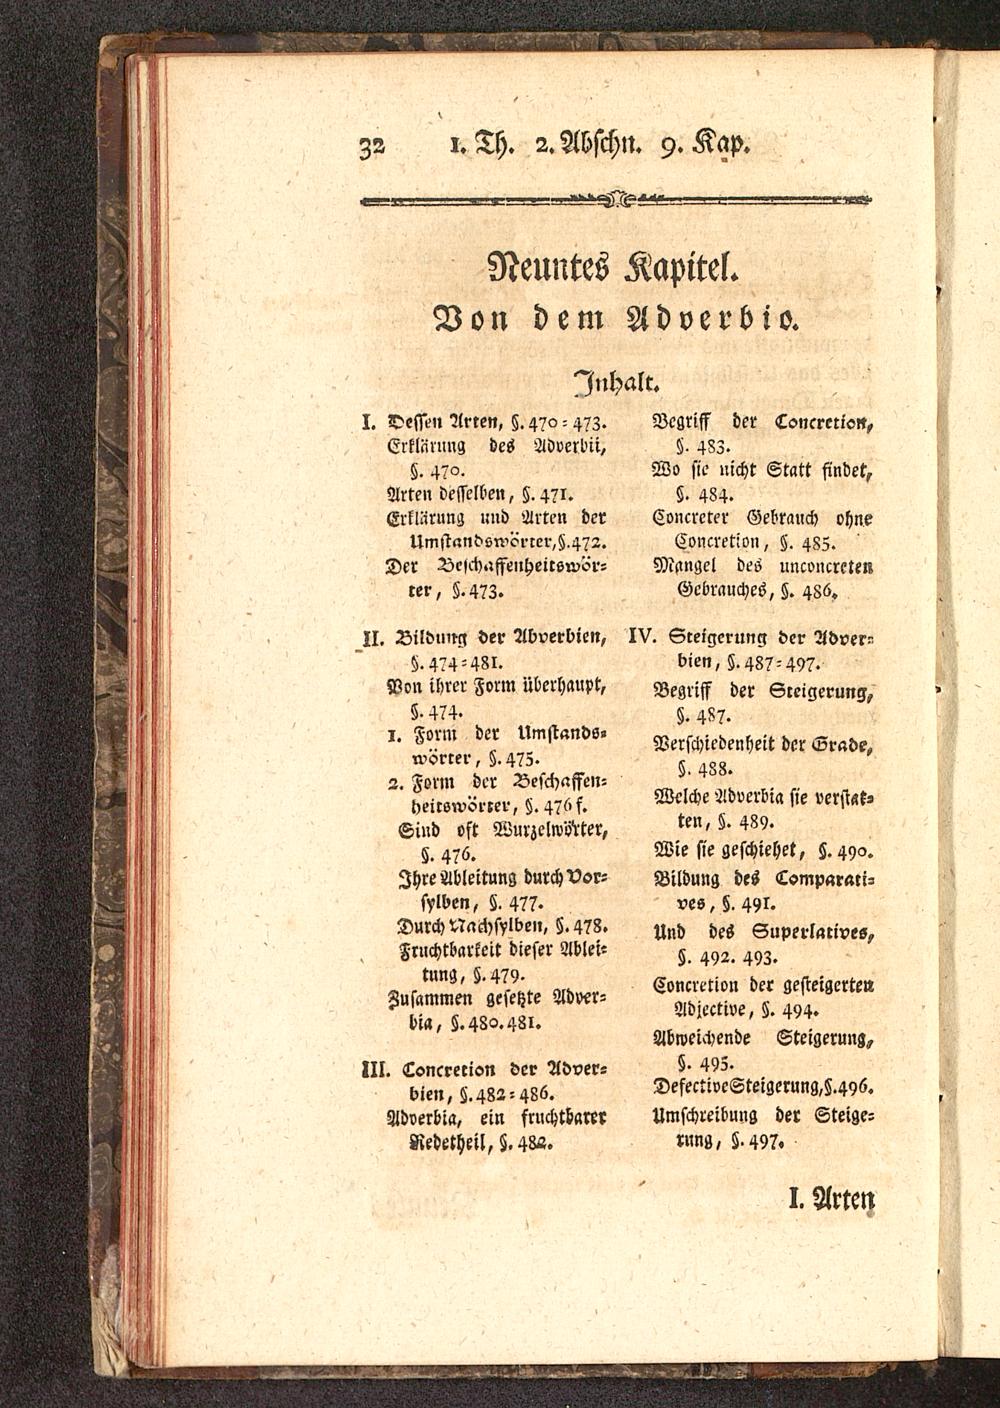 32 1. Th. 2. Abschn. 9. Kap.
Neuntes Kapitel.
Von dem Adverbio.
Inhalt.
I. Dessen Arten, §. 470=473.
Erklärung des Adverbii,
§. 470.
Arten desselben, §. 471.
Erklärung und Arten der
Umstandswörter, §. 472.
Der Beschaffenheitswör=
ter, §. 473.
II. Bildung der Adverbien,
§. 474=481.
Von ihrer Form überhaupt,
§. 474.
1. Form der Umstands=
wörter, §. 475.
2. Form der Beschaffen=
heitswörter, §. 476 f.
Sind oft Wurzelwörter,
§. 476.
Ihre Ableitung durch Vor=
sylben, §. 477.
Durch Nachsylben, §. 478.
Fruchtbarkeit dieser Ablei=
tung, §. 479.
Zusammen gesetzte Adver=
bia, §. 480. 481.
III. Concretion der Adver=
bien, §. 482=486.
Adverbia, ein fruchtbarer
Redetheil, §. 482.
Begriff der Concretion,
§. 483.
Wo sie nicht Statt findet,
§. 484.
Concreter Gebrauch ohne
Concretion, §. 485.
Mangel des unconcreten
Gebrauches, §. 486.
IV. Steigerung der Adver=
bien, §. 487=497.
Begriff der Steigerung,
§. 487.
Verschiedenheit der Grade,
§. 488.
Welche Adverbia sie verstat=
ten, §. 489.
Wie sie geschiehet, §. 490.
Bildung des Comparati=
ves, §. 491.
Und des Superlatives,
§. 492. 493.
Concretion der gesteigerten
Adjective, §. 494.
Abweichende Steigerung,
§. 495.
Defective Steigerung, §. 496.
Umschreibung der Steige=
rung, §. 497.
I. Arten